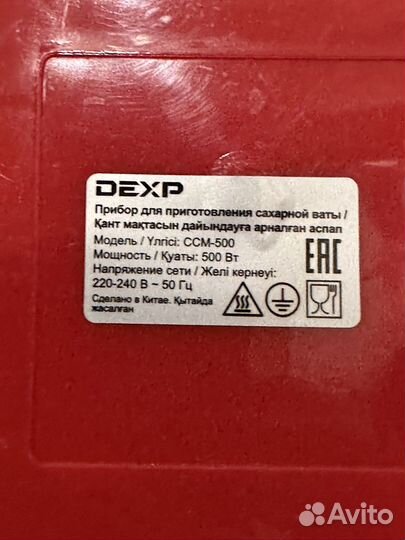 DEXP
Прибор для приготовления сахарной ваты /
Қант мақтасын дайындауға арналған аспап
Модель / Үлгісі: CCM-500
Мощность / Қуаты: 500 Вт
Напряжение сети / Желі кернеуі:
220-240 В ~ 50 Гц
Сделано в Китае. Қытайда
жасалған
EAC
Avito